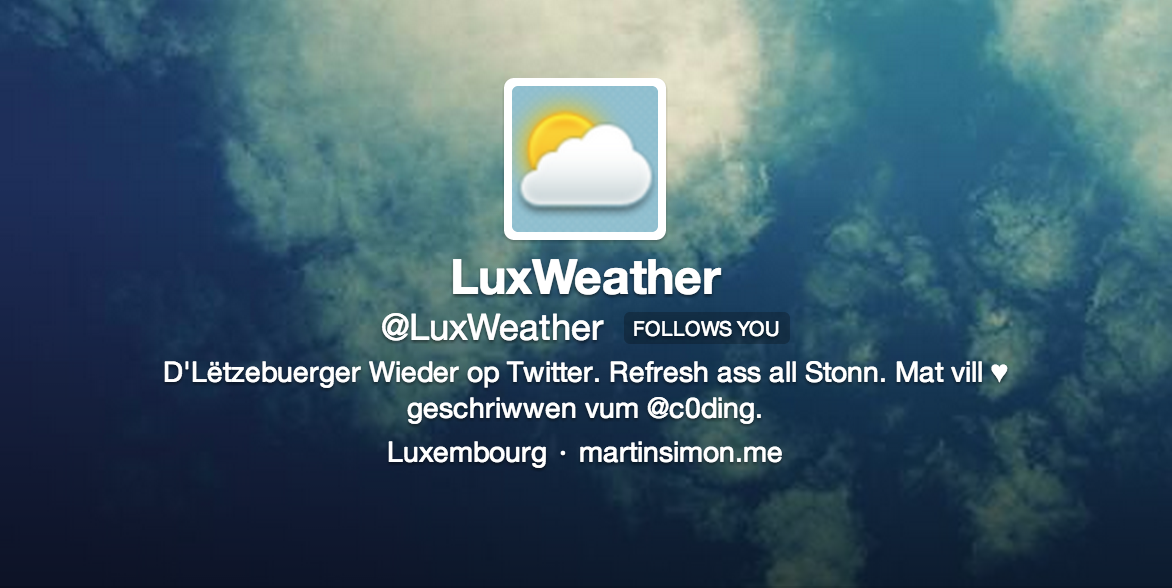 LuxWeather
@LuxWeather FOLLOWS YOU
D'Lëtzebuerger Wieder op Twitter. Refresh ass all Stonn. Mat vill ♥
geschriwwen vum @c0ding.
Luxembourg · martinsimon.me